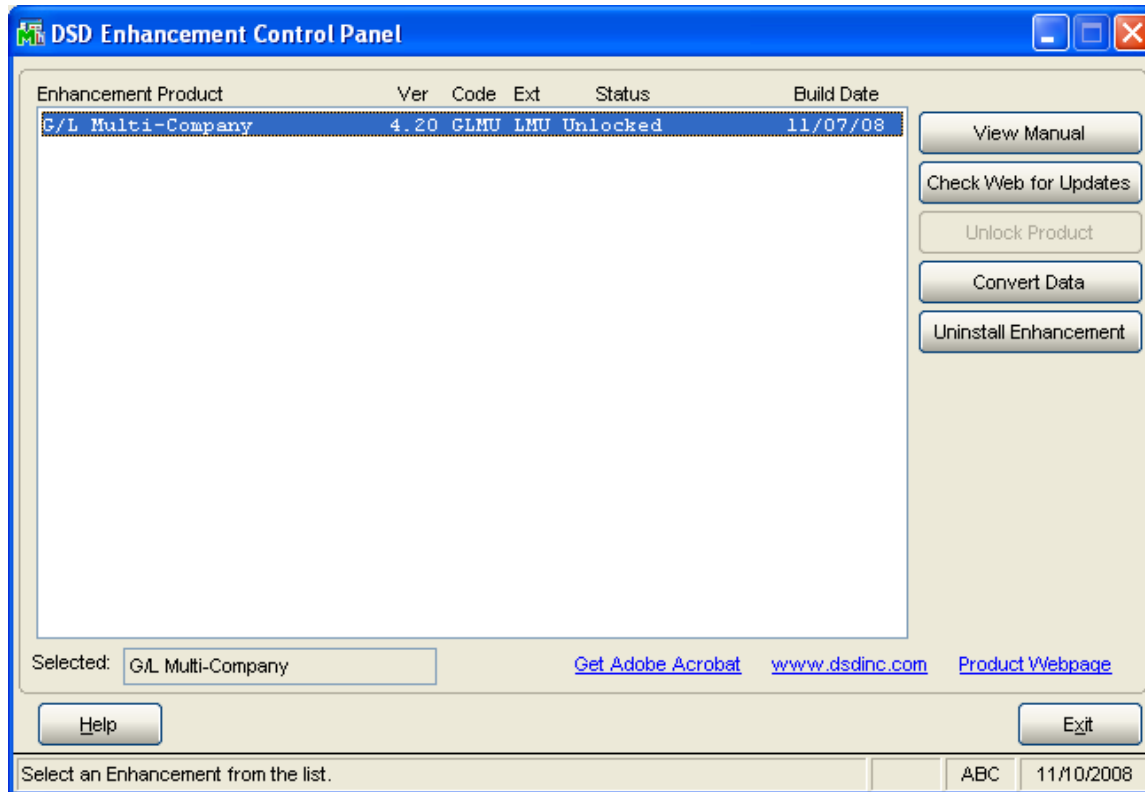 DSD Enhancement Control Panel
Enhancement Product Ver Code Ext Status Build Date
G/L Multi-Company 4.20 GLMU LMU Unlocked 11/07/08
View Manual
Check Web for Updates
Unlock Product
Convert Data
Uninstall Enhancement
Selected: G/L Multi-Company Get Adobe Acrobat www.dsdinc.com Product Webpage
Help Exit
Select an Enhancement from the list. ABC 11/10/2008